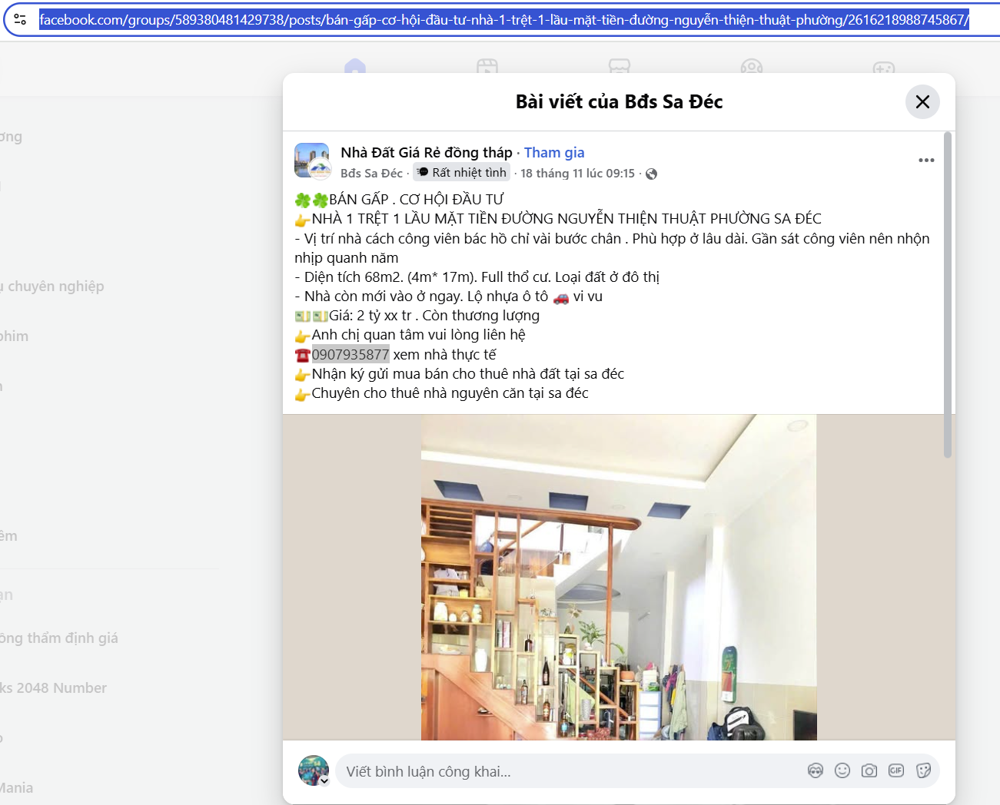 facebook.com/groups/589380481429738/posts/bán-gấp-cơ-hội-đầu-tư-nhà-1-trệt-1-lầu-mặt-tiền-đường-nguyễn-thiện-thuật-phường/2616218988745867/
Bài viết của Bđs Sa Đéc
Nhà Đất Giá Rẻ đồng tháp · Tham gia
Bđs Sa Đéc · Rất nhiệt tình · 18 tháng 11 lúc 09:15 ·
🍀🍀BÁN GẤP . CƠ HỘI ĐẦU TƯ
👉NHÀ 1 TRỆT 1 LẦU MẶT TIỀN ĐƯỜNG NGUYỄN THIỆN THUẬT PHƯỜNG SA ĐÉC
- Vị trí nhà cách công viên bác hồ chỉ vài bước chân . Phù hợp ở lâu dài. Gần sát công viên nên nhộn
nhịp quanh năm
- Diện tích 68m2. (4m* 17m). Full thổ cư. Loại đất ở đô thị
- Nhà còn mới vào ở ngay. Lộ nhựa ô tô 🚗 vi vu
💵💵Giá: 2 tỷ xx tr . Còn thương lượng
👉Anh chị quan tâm vui lòng liên hệ
☎️0907935877 xem nhà thực tế
👉Nhận ký gửi mua bán cho thuê nhà đất tại sa đéc
👉Chuyên cho thuê nhà nguyên căn tại sa đéc
chuyên nghiệp
phim
thẩm định giá
2048 Number
Mania
Viết bình luận công khai...
GIF